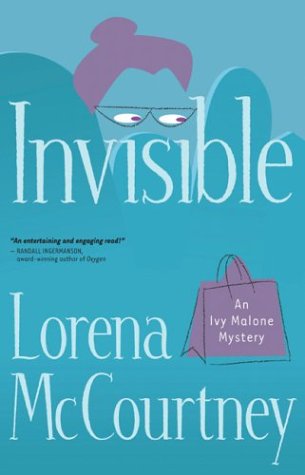 Invisible
"An entertaining and engaging read!"
– RANDALL INGERMANSON,
award-winning author of Oxygen
An
Ivy Malone
Mystery
Lorena
McCourtney